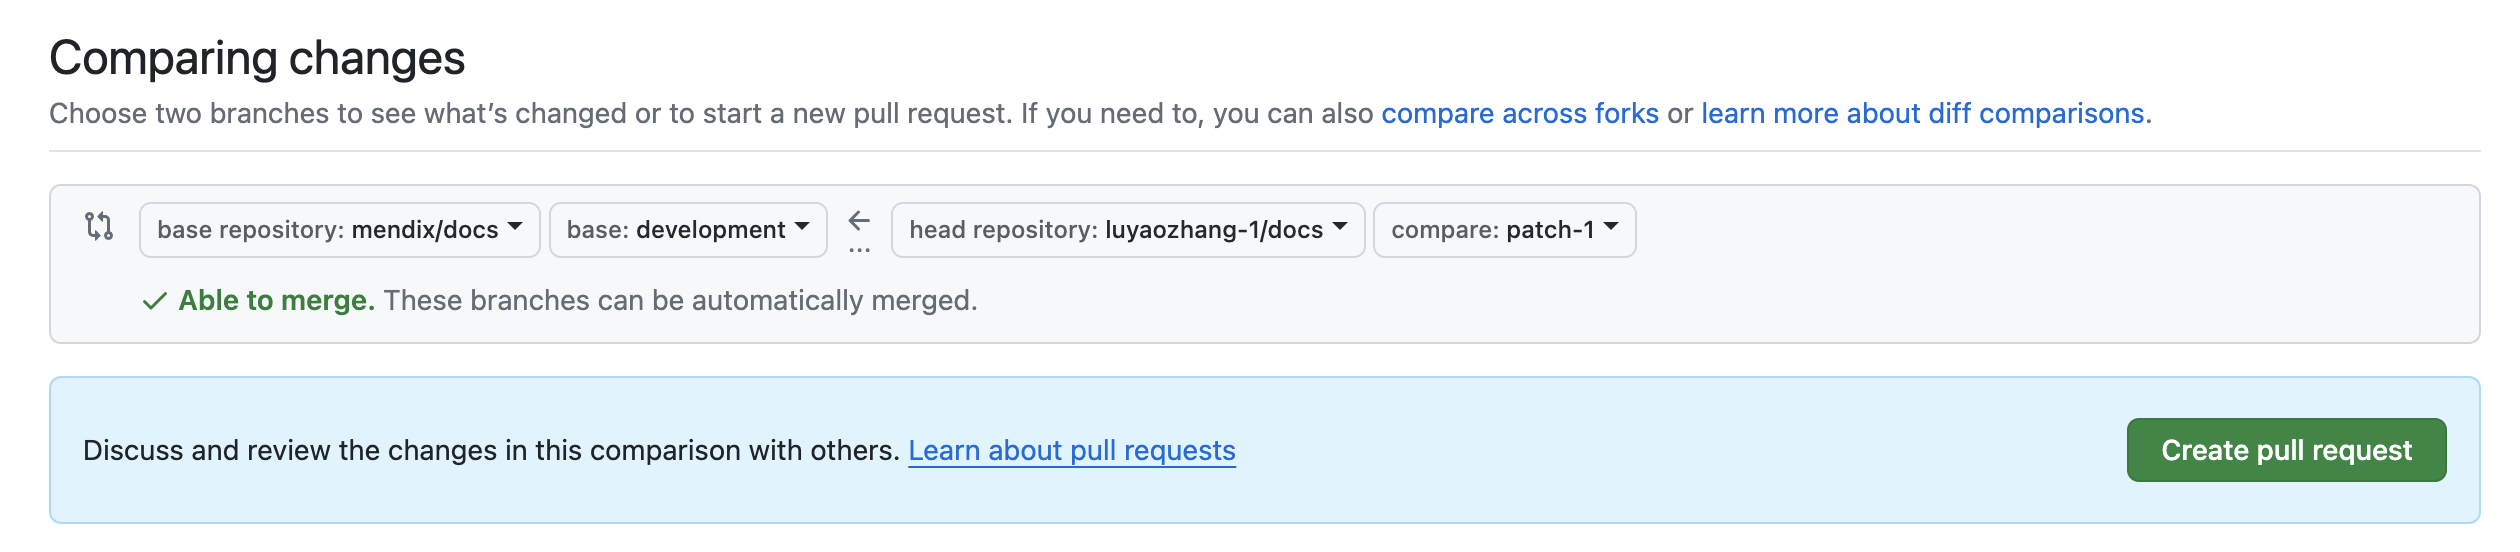 Comparing changes
Choose two branches to see what's changed or to start a new pull request. If you need to, you can also compare across forks or learn more about diff comparisons.
base repository: mendix/docs base: development ← ... head repository: luyaozhang-1/docs compare: patch-1
Able to merge. These branches can be automatically merged.
Discuss and review the changes in this comparison with others. Learn about pull requests Create pull request